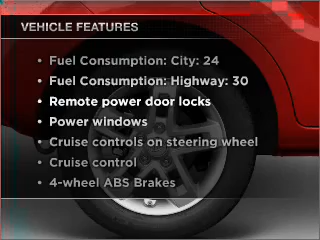 VEHICLE FEATURES
• Fuel Consumption: City: 24
• Fuel Consumption: Highway: 30
• Remote power door locks
• Power windows
• Cruise controls on steering wheel
• Cruise control
• 4-wheel ABS Brakes